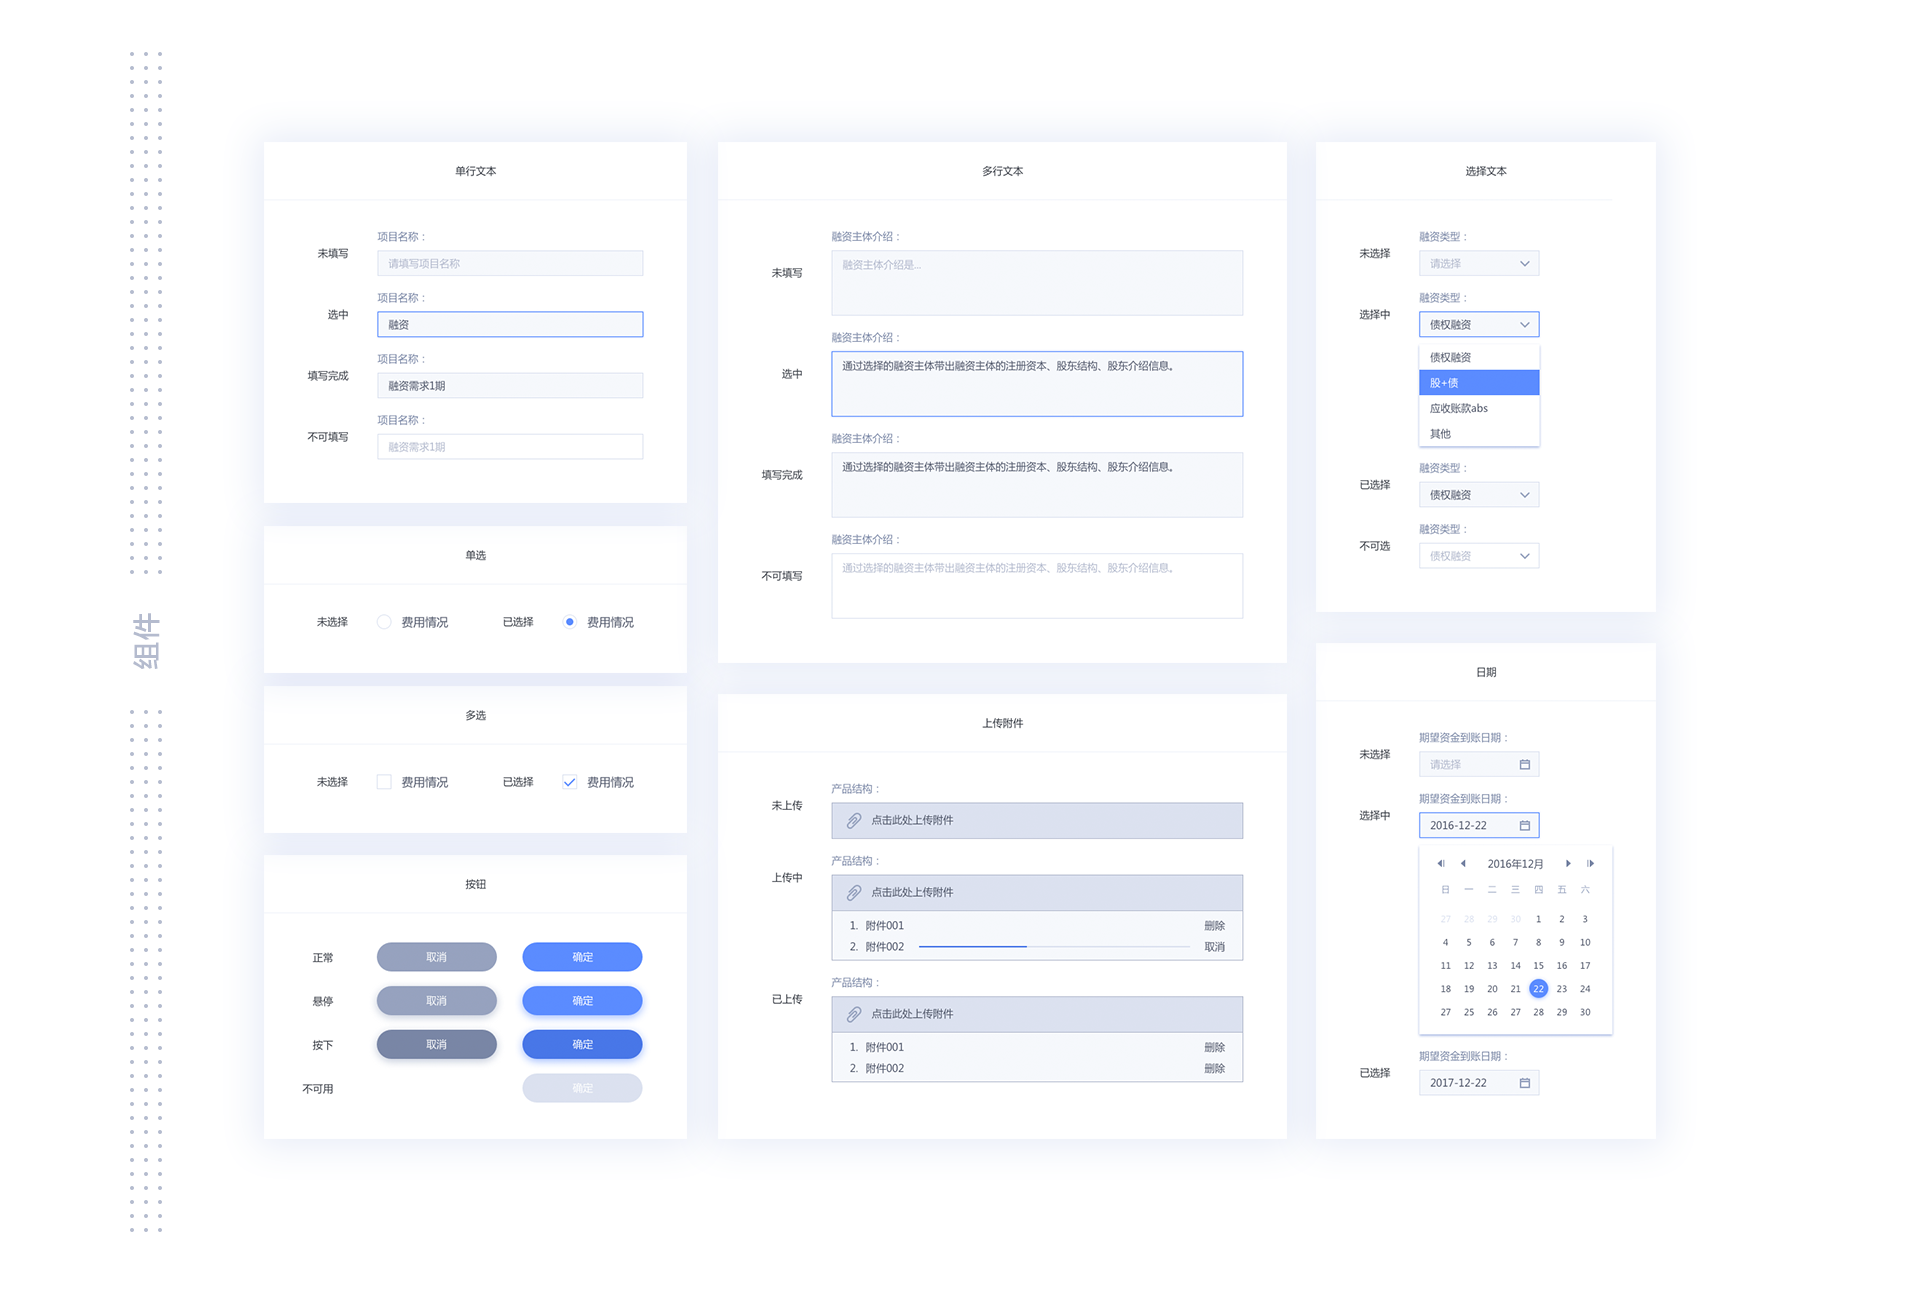 组件
单行文本
项目名称：
未填写
请填写项目名称
项目名称：
选中
融资
项目名称：
填写完成
融资需求1期
项目名称：
不可填写
融资需求1期
单选
未选择 费用情况 已选择 费用情况
多选
未选择 费用情况 已选择 费用情况
按钮
正常 取消 确定
悬停 取消 确定
按下 取消 确定
不可用 确定
多行文本
融资主体介绍：
未填写
融资主体介绍是...
融资主体介绍：
选中
通过选择的融资主体带出融资主体的注册资本、股东结构、股东介绍信息。
融资主体介绍：
填写完成
通过选择的融资主体带出融资主体的注册资本、股东结构、股东介绍信息。
融资主体介绍：
不可填写
通过选择的融资主体带出融资主体的注册资本、股东结构、股东介绍信息。
上传附件
产品结构：
未上传
点击此处上传附件
产品结构：
上传中
点击此处上传附件
1. 附件001 删除
2. 附件002 取消
产品结构：
已上传
点击此处上传附件
1. 附件001 删除
2. 附件002 删除
选择文本
融资类型：
未选择
请选择
融资类型：
选择中
债权融资
债权融资
股+债
应收账款abs
其他
融资类型：
已选择
债权融资
融资类型：
不可选
债权融资
日期
期望资金到账日期：
未选择
请选择
期望资金到账日期：
选择中
2016-12-22
2016年12月
日 一 二 三 四 五 六
27 28 29 30 1 2 3
4 5 6 7 8 9 10
11 12 13 14 15 16 17
18 19 20 21 22 23 24
27 25 26 27 28 29 30
期望资金到账日期：
已选择
2017-12-22